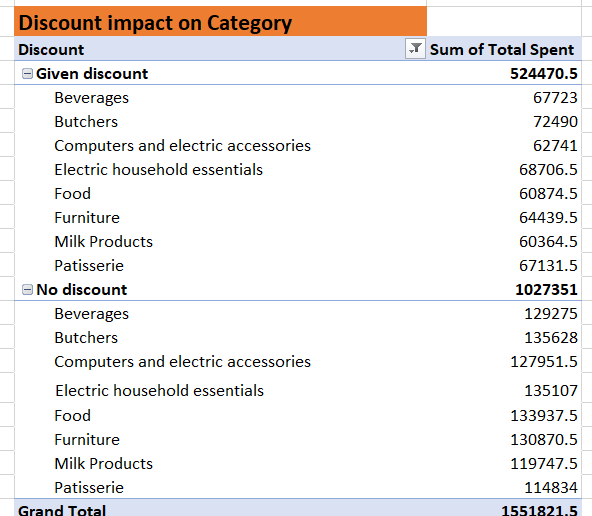 Discount impact on Category
Discount Sum of Total Spent
Given discount 524470.5
Beverages 67723
Butchers 72490
Computers and electric accessories 62741
Electric household essentials 68706.5
Food 60874.5
Furniture 64439.5
Milk Products 60364.5
Patisserie 67131.5
No discount 1027351
Beverages 129275
Butchers 135628
Computers and electric accessories 127951.5
Electric household essentials 135107
Food 133937.5
Furniture 130870.5
Milk Products 119747.5
Patisserie 114834
Grand Total 1551821.5